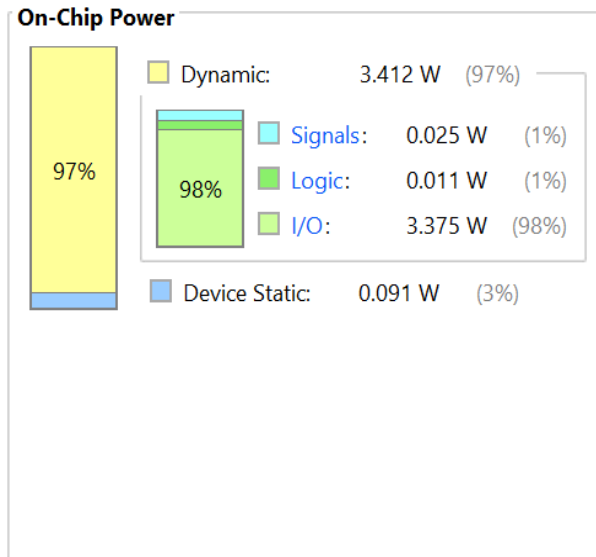 On-Chip Power
Dynamic: 3.412 W (97%)
97%
98%
Signals: 0.025 W (1%)
Logic: 0.011 W (1%)
I/O: 3.375 W (98%)
Device Static: 0.091 W (3%)